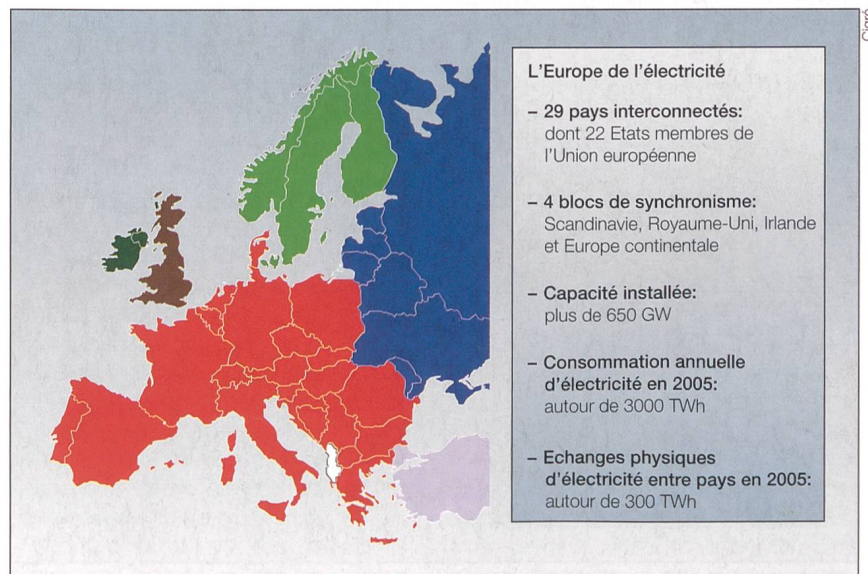 Cigré
L'Europe de l'électricité
– 29 pays interconnectés:
dont 22 Etats membres de
l'Union européenne
– 4 blocs de synchronisme:
Scandinavie, Royaume-Uni, Irlande
et Europe continentale
– Capacité installée:
plus de 650 GW
– Consommation annuelle
d'électricité en 2005:
autour de 3000 TWh
– Echanges physiques
d'électricité entre pays en 2005:
autour de 300 TWh